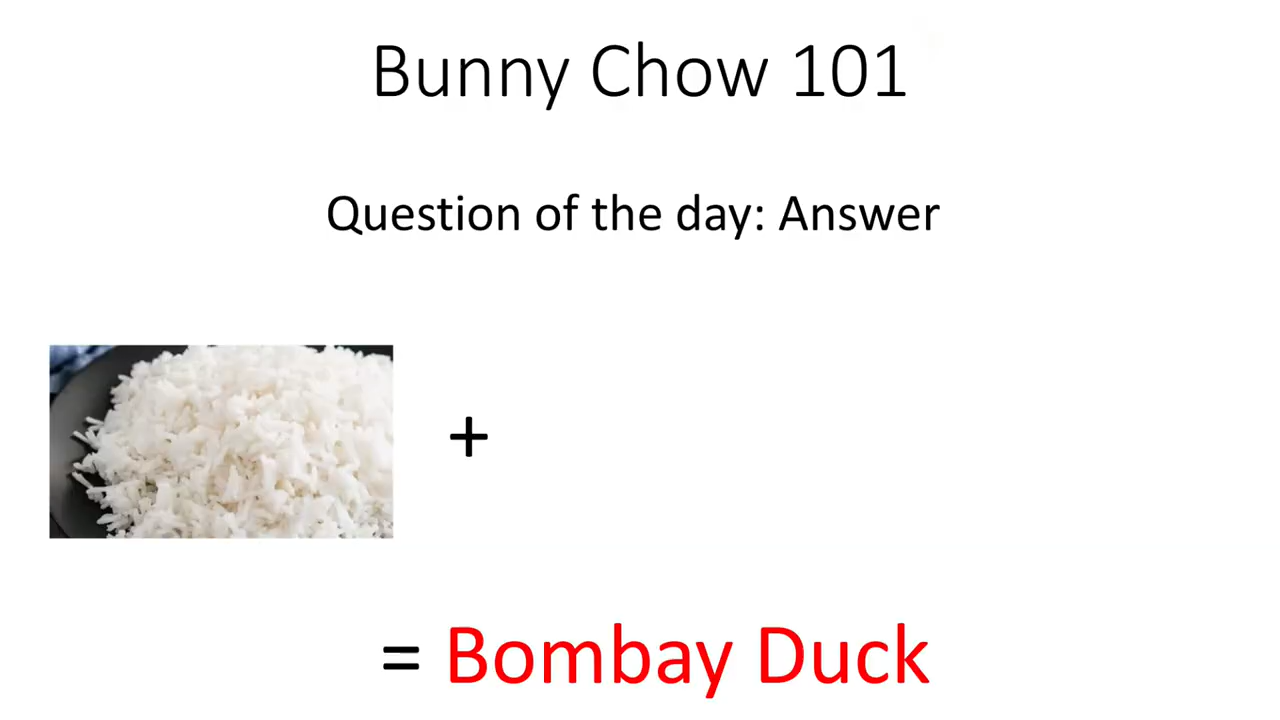 Bunny Chow 101
Question of the day: Answer
+
= Bombay Duck